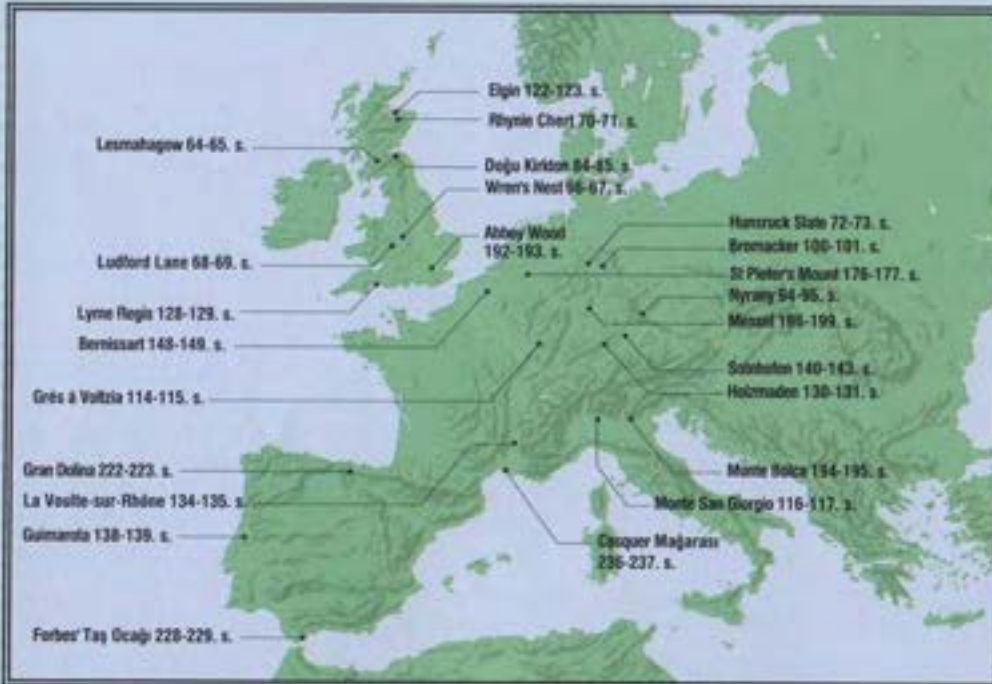 Elgin 122-123. s.
Rhynie Chert 70-71. s.
Lesmahagow 64-65. s.
Doğu Kirkton 84-85. s.
Wren's Nest 66-67. s.
Abbey Wood
192-193. s.
Ludford Lane 68-69. s.
Lyme Regis 128-129. s.
Bernissart 148-149. s.
Grés à Voltzia 114-115. s.
Gran Dolina 222-223. s.
La Voulte-sur-Rhône 134-135. s.
Guimarota 138-139. s.
Forbes' Taş Ocağı 228-229. s.
Hunsruck Slate 72-73. s.
Bromacker 100-101. s.
St Pieter's Mount 176-177. s.
Nyrany 94-95. s.
Messel 196-199. s.
Solnhofen 140-143. s.
Holzmaden 130-131. s.
Monte Bolca 194-195. s.
Monte San Giorgio 116-117. s.
Cosquer Mağarası
236-237. s.